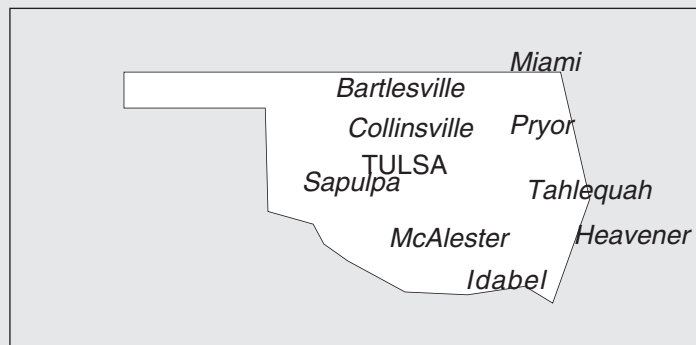 Miami
Bartlesville
Collinsville
Pryor
TULSA
Sapulpa
Tahlequah
McAlester
Heavener
Idabel